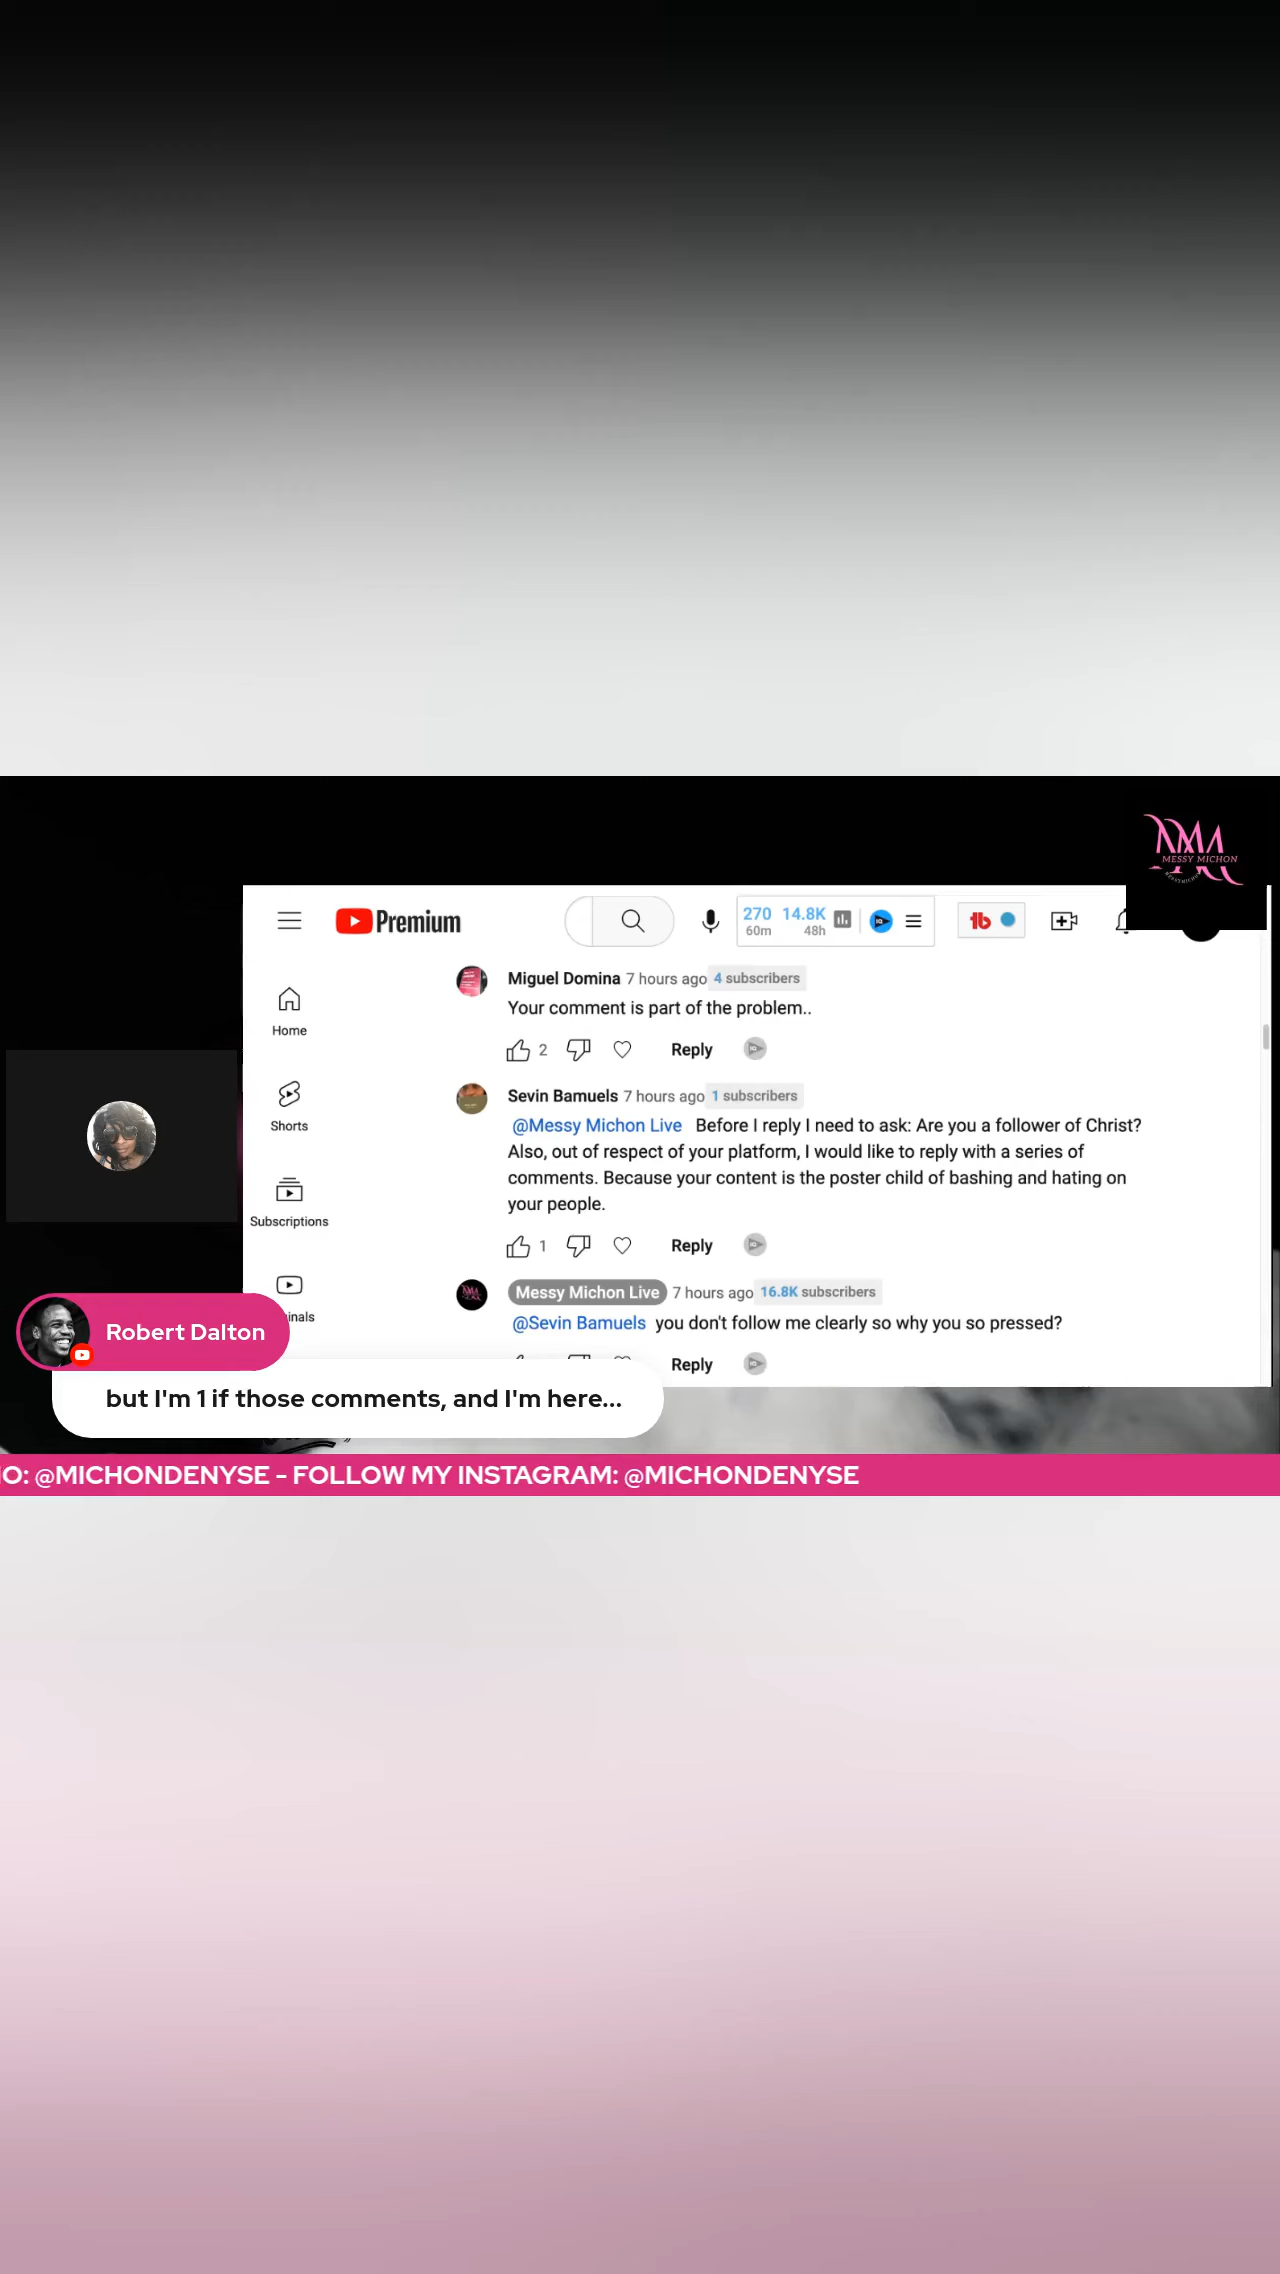 MESSY MICHON
Premium
270 14.8K
60m 48h
Home
Shorts
Subscriptions
Miguel Domina 7 hours ago 4 subscribers
Your comment is part of the problem..
2 Reply
Sevin Bamuels 7 hours ago 1 subscribers
@Messy Michon Live Before I reply I need to ask: Are you a follower of Christ?
Also, out of respect of your platform, I would like to reply with a series of
comments. Because your content is the poster child of bashing and hating on
your people.
1 Reply
Messy Michon Live 7 hours ago 16.8K subscribers
@Sevin Bamuels you don't follow me clearly so why you so pressed?
Reply
Robert Dalton
but I'm 1 if those comments, and I'm here...
O: @MICHONDENYSE - FOLLOW MY INSTAGRAM: @MICHONDENYSE